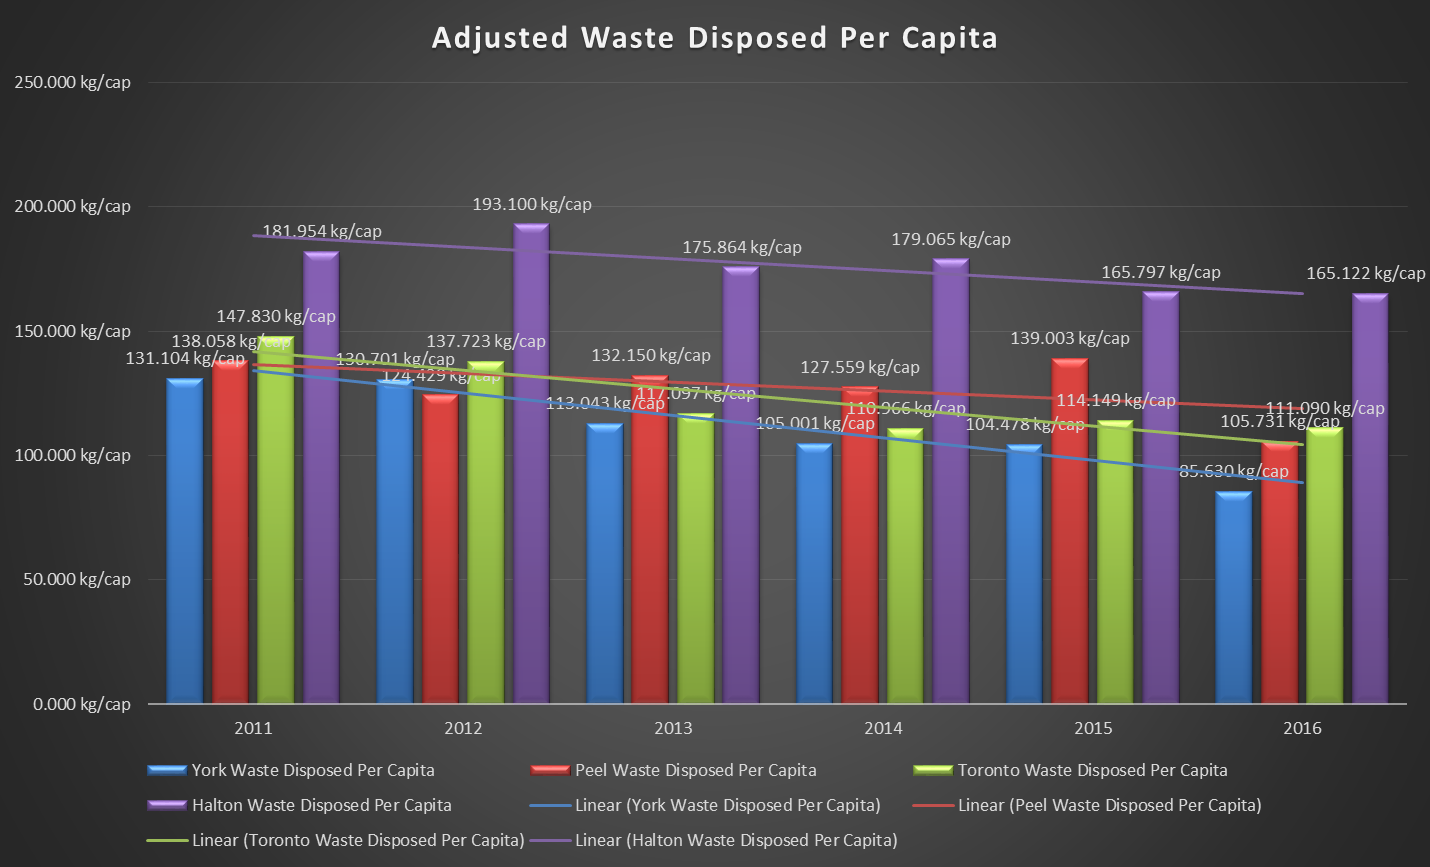 Adjusted Waste Disposed Per Capita
250.000 kg/cap
200.000 kg/cap
150.000 kg/cap
100.000 kg/cap
50.000 kg/cap
0.000 kg/cap
131.104 kg/cap
138.058 kg/cap
147.830 kg/cap
181.954 kg/cap
130.701 kg/cap
124.429 kg/cap
137.723 kg/cap
193.100 kg/cap
113.043 kg/cap
132.150 kg/cap
117.097 kg/cap
175.864 kg/cap
105.001 kg/cap
127.559 kg/cap
110.966 kg/cap
179.065 kg/cap
104.478 kg/cap
139.003 kg/cap
114.149 kg/cap
165.797 kg/cap
85.630 kg/cap
105.731 kg/cap
111.090 kg/cap
165.122 kg/cap
2011 2012 2013 2014 2015 2016
York Waste Disposed Per Capita Peel Waste Disposed Per Capita Toronto Waste Disposed Per Capita
Halton Waste Disposed Per Capita Linear (York Waste Disposed Per Capita) Linear (Peel Waste Disposed Per Capita)
Linear (Toronto Waste Disposed Per Capita) Linear (Halton Waste Disposed Per Capita)